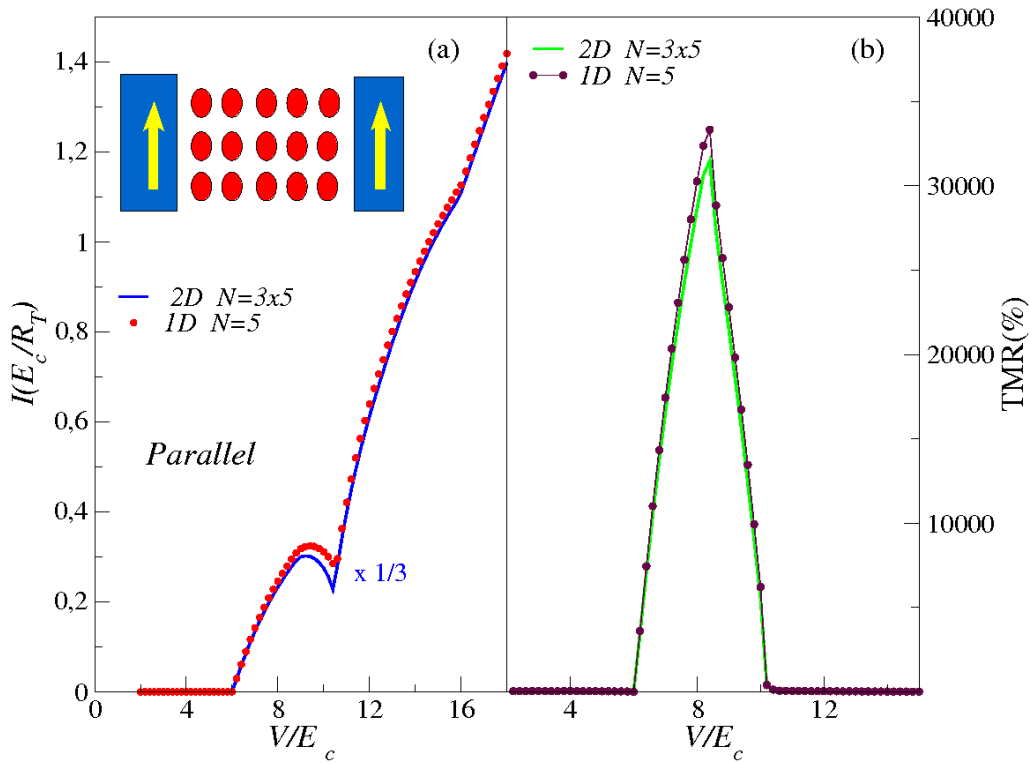 (a)
1,4
1,2
1
0,8
0,6
0,4
0,2
0
I(E_c/R_T)
2D N=3x5
1D N=5
Parallel
x 1/3
0 4 8 12 16
V/E_c
(b)
2D N=3x5
1D N=5
40000
30000
20000
10000
TMR(%)
4 8 12
V/E_c